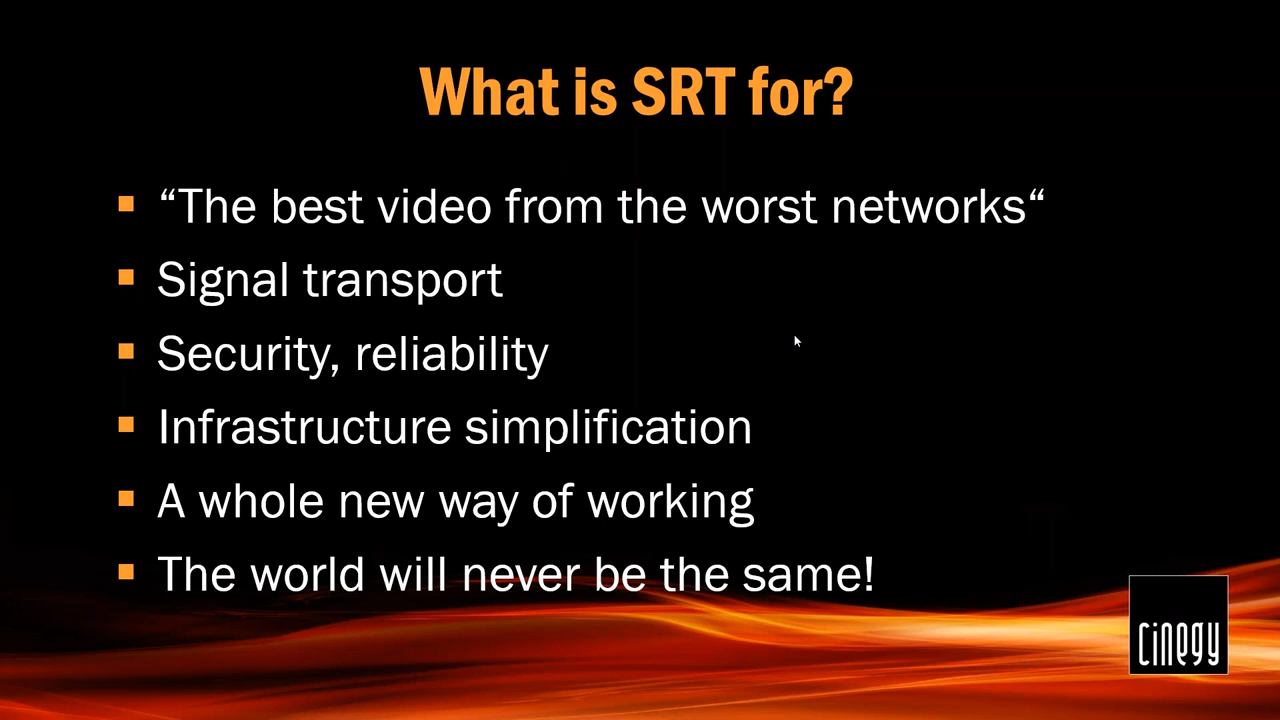 What is SRT for?
“The best video from the worst networks“
Signal transport
Security, reliability
Infrastructure simplification
A whole new way of working
The world will never be the same!
cinegy